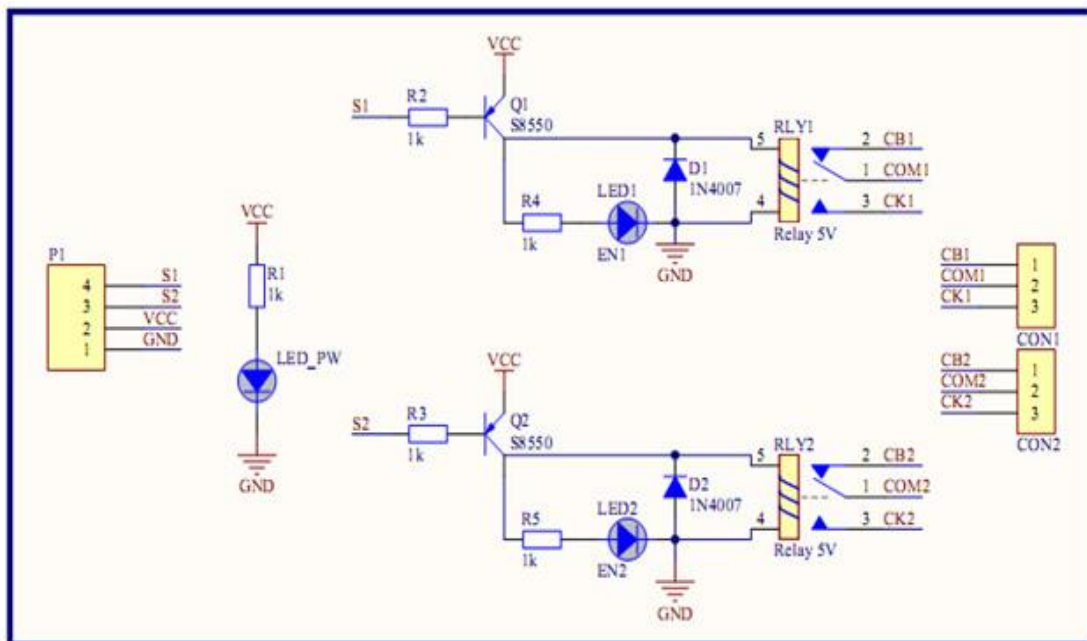 P1
4 S1
3 S2
2 VCC
1 GND
VCC
R1
1k
LED_PW
GND
VCC
S1
R2
1k
Q1
S8550
R4
1k
LED1
EN1
D1
1N4007
GND
RLY1
5
4
Relay 5V
2 CB1
1 COM1
3 CK1
VCC
S2
R3
1k
Q2
S8550
R5
1k
LED2
EN2
D2
1N4007
GND
RLY2
5
4
Relay 5V
2 CB2
1 COM2
3 CK2
CB1 1
COM1 2
CK1 3
CON1
CB2 1
COM2 2
CK2 3
CON2